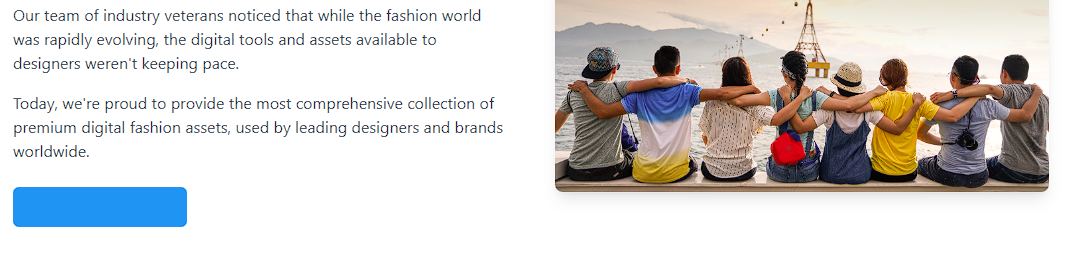 Our team of industry veterans noticed that while the fashion world
was rapidly evolving, the digital tools and assets available to
designers weren't keeping pace.
Today, we're proud to provide the most comprehensive collection of
premium digital fashion assets, used by leading designers and brands
worldwide.